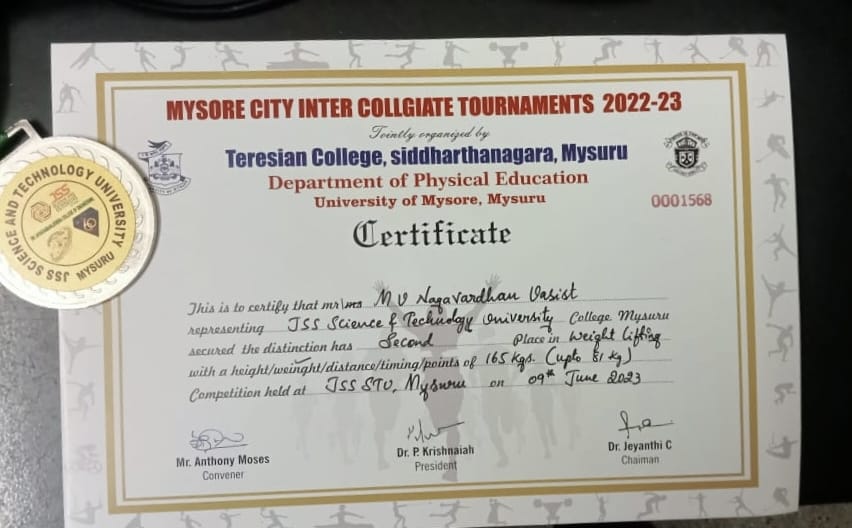 MYSORE CITY INTER COLLGIATE TOURNAMENTS 2022-23
Jointly organized by
Teresian College, siddharthanagara, Mysuru
Department of Physical Education
University of Mysore, Mysuru
0001568
Certificate
JSS SCIENCE AND TECHNOLOGY UNIVERSITY
MYSURU
JSS
This is to certify that mr\ms M V Nagavardhan Vasist
representing JSS Science & Technology University College Mysuru
secured the distinction has Second Place in Weight Lifting
with a height/weinght/distance/timing/points of 165 kgs. (upto 81 kg)
Competition held at JSS STU, Mysuru on 09th June 2023
Mr. Anthony Moses
Convener
Dr. P. Krishnaiah
President
Dr. Jeyanthi C
Chaiman